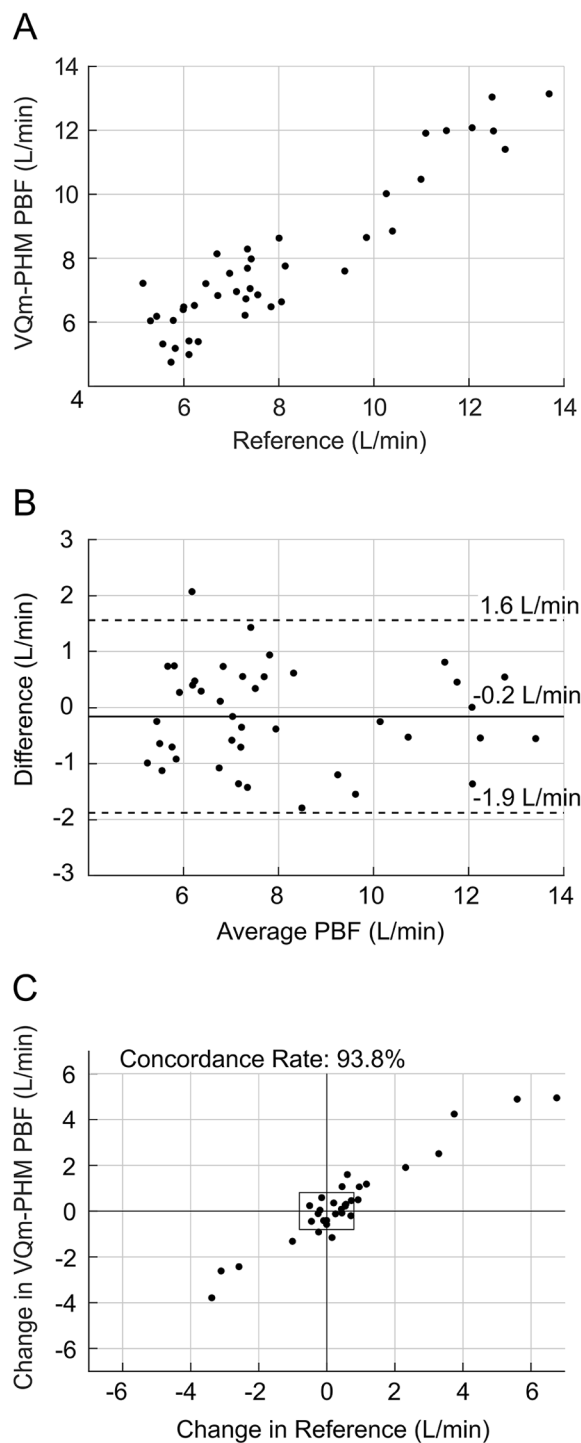 A
VQm-PHM PBF (L/min)
14
12
10
8
6
4
6
8
10
12
14
Reference (L/min)
B
Difference (L/min)
3
2
1
0
-1
-2
-3
1.6 L/min
-0.2 L/min
-1.9 L/min
6
8
10
12
14
Average PBF (L/min)
C
Change in VQm-PHM PBF (L/min)
Concordance Rate: 93.8%
6
4
2
0
-2
-4
-6
-6
-4
-2
0
2
4
6
Change in Reference (L/min)